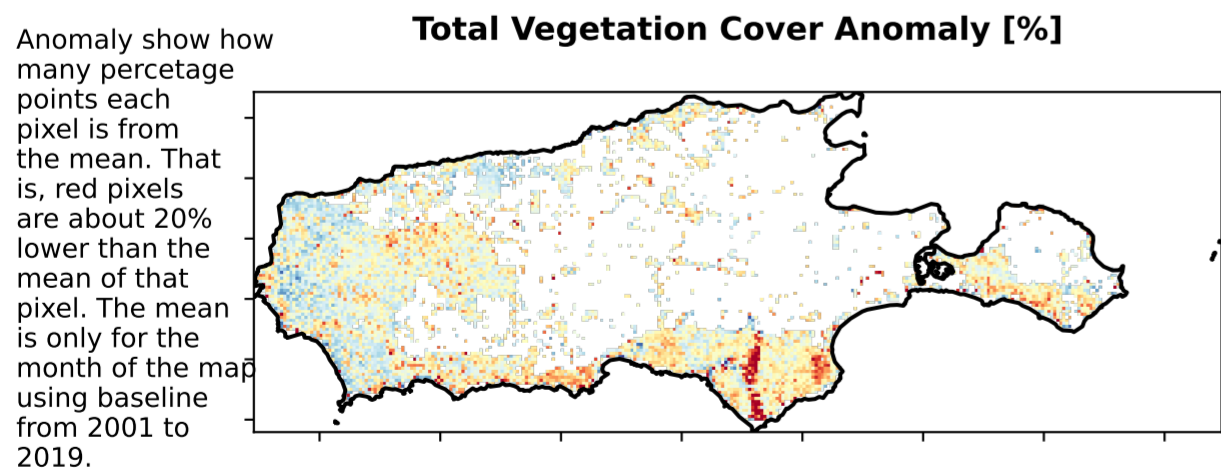 Total Vegetation Cover Anomaly [%]
Anomaly show how
many percetage
points each
pixel is from
the mean. That
is, red pixels
are about 20%
lower than the
mean of that
pixel. The mean
is only for the
month of the map
using baseline
from 2001 to
2019.